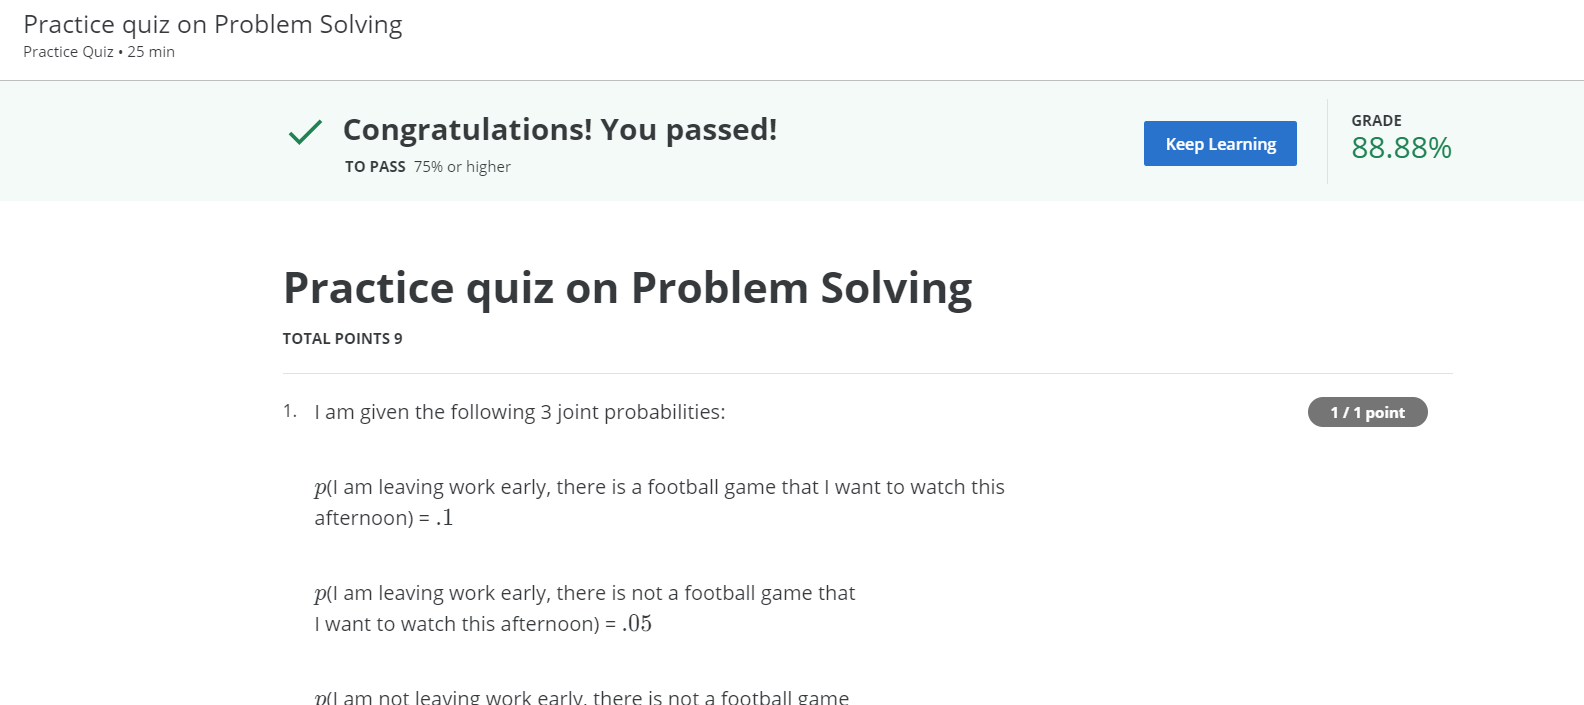 Practice quiz on Problem Solving
Practice Quiz • 25 min
Congratulations! You passed!
TO PASS 75% or higher
Keep Learning
GRADE
88.88%
Practice quiz on Problem Solving
TOTAL POINTS 9
1. I am given the following 3 joint probabilities:
1 / 1 point
p(I am leaving work early, there is a football game that I want to watch this
afternoon) = .1
p(I am leaving work early, there is not a football game that
I want to watch this afternoon) = .05
p(I am not leaving work early, there is not a football game